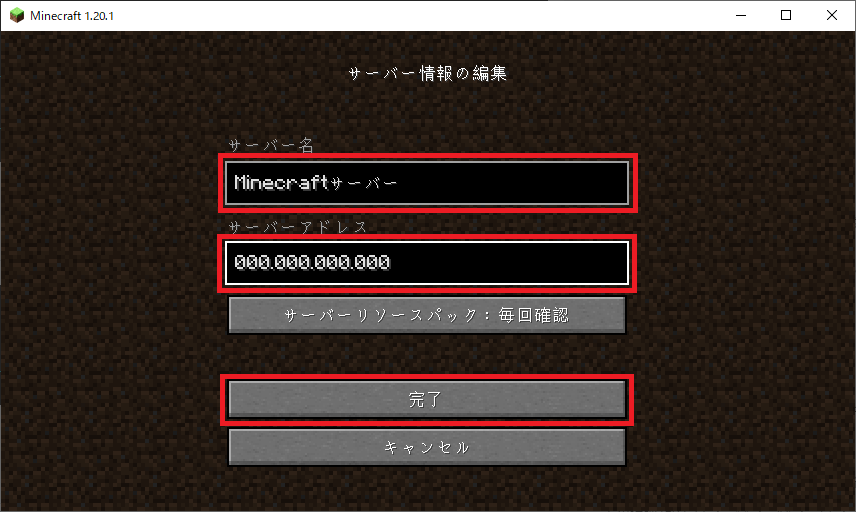 Minecraft 1.20.1
サーバー情報の編集
サーバー名
Minecraftサーバー
サーバーアドレス
000.000.000.000
サーバーリソースパック：毎回確認
完了
キャンセル